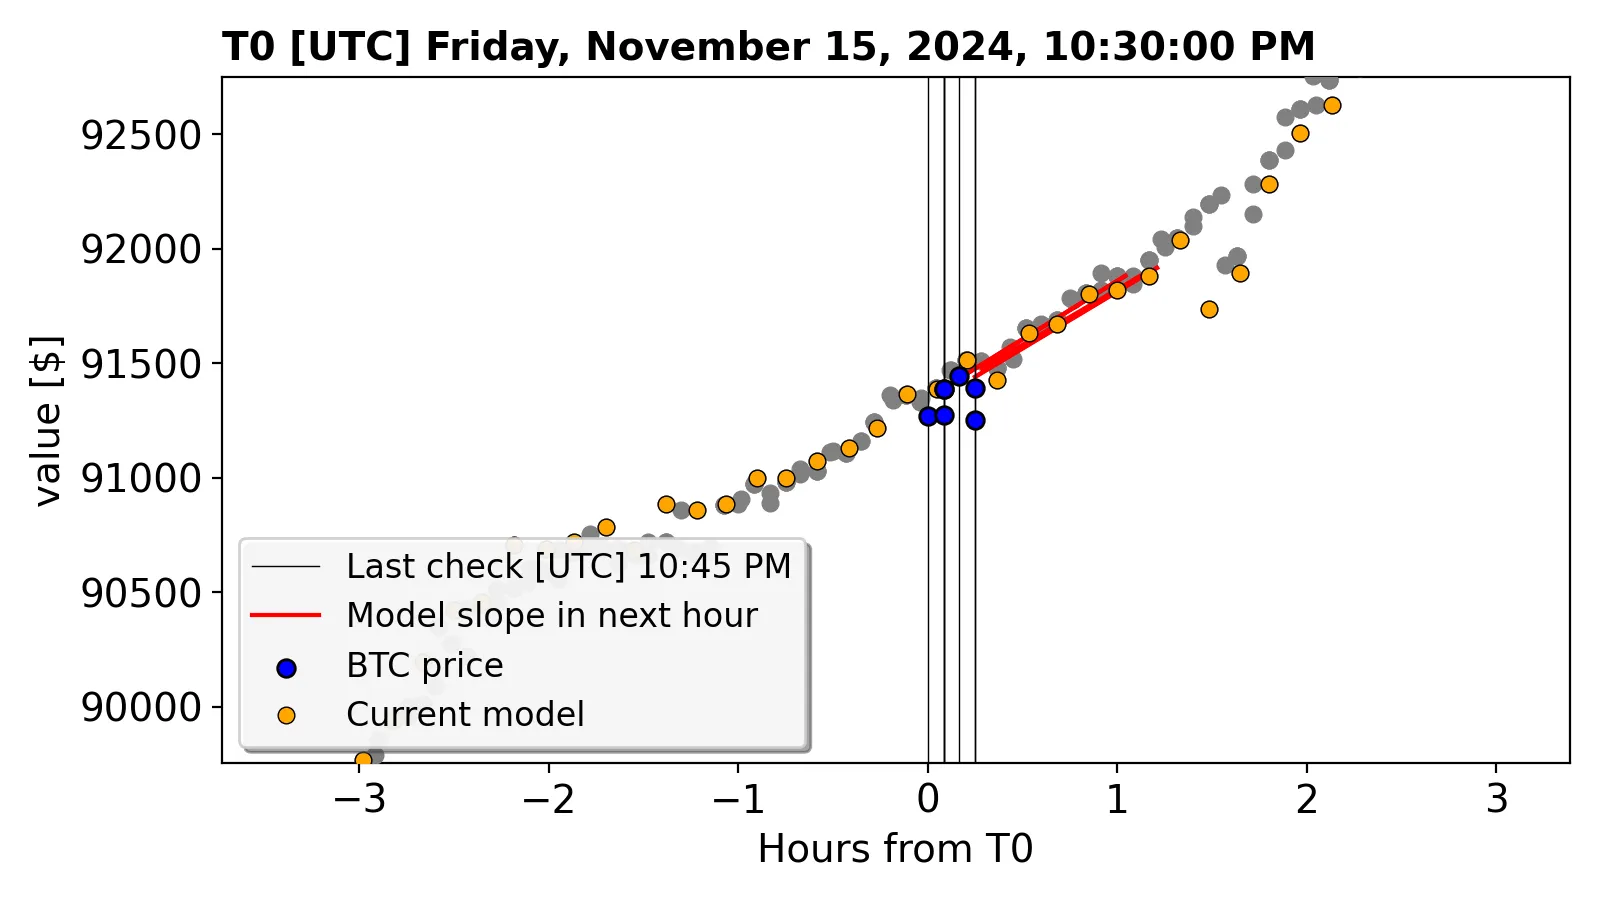 T0 [UTC] Friday, November 15, 2024, 10:30:00 PM
value [$]
92500
92000
91500
91000
90500
90000
Last check [UTC] 10:45 PM
Model slope in next hour
BTC price
Current model
−3 −2 −1 0 1 2 3
Hours from T0